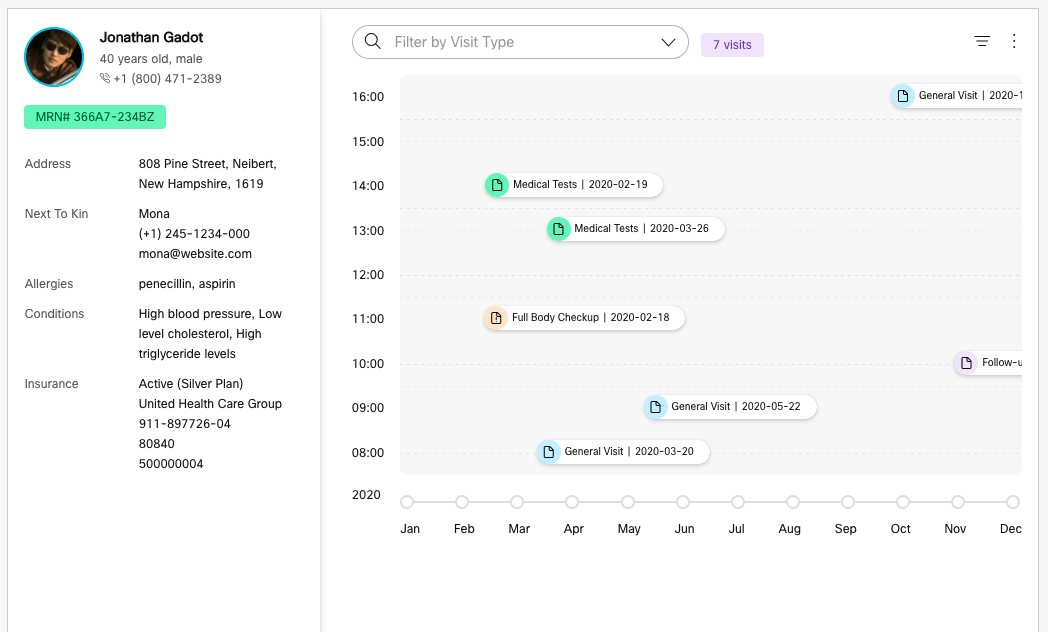 Jonathan Gadot
40 years old, male
+1 (800) 471-2389
MRN# 366A7-234BZ
Address 808 Pine Street, Neibert,
New Hampshire, 1619
Next To Kin Mona
(+1) 245-1234-000
mona@website.com
Allergies penecillin, aspirin
Conditions High blood pressure, Low
level cholesterol, High
triglyceride levels
Insurance Active (Silver Plan)
United Health Care Group
911-897726-04
80840
500000004
Filter by Visit Type 7 visits
16:00 General Visit | 2020-1
15:00
14:00 Medical Tests | 2020-02-19
13:00 Medical Tests | 2020-03-26
12:00
11:00 Full Body Checkup | 2020-02-18
10:00 Follow-u
09:00 General Visit | 2020-05-22
08:00 General Visit | 2020-03-20
2020
Jan Feb Mar Apr May Jun Jul Aug Sep Oct Nov Dec